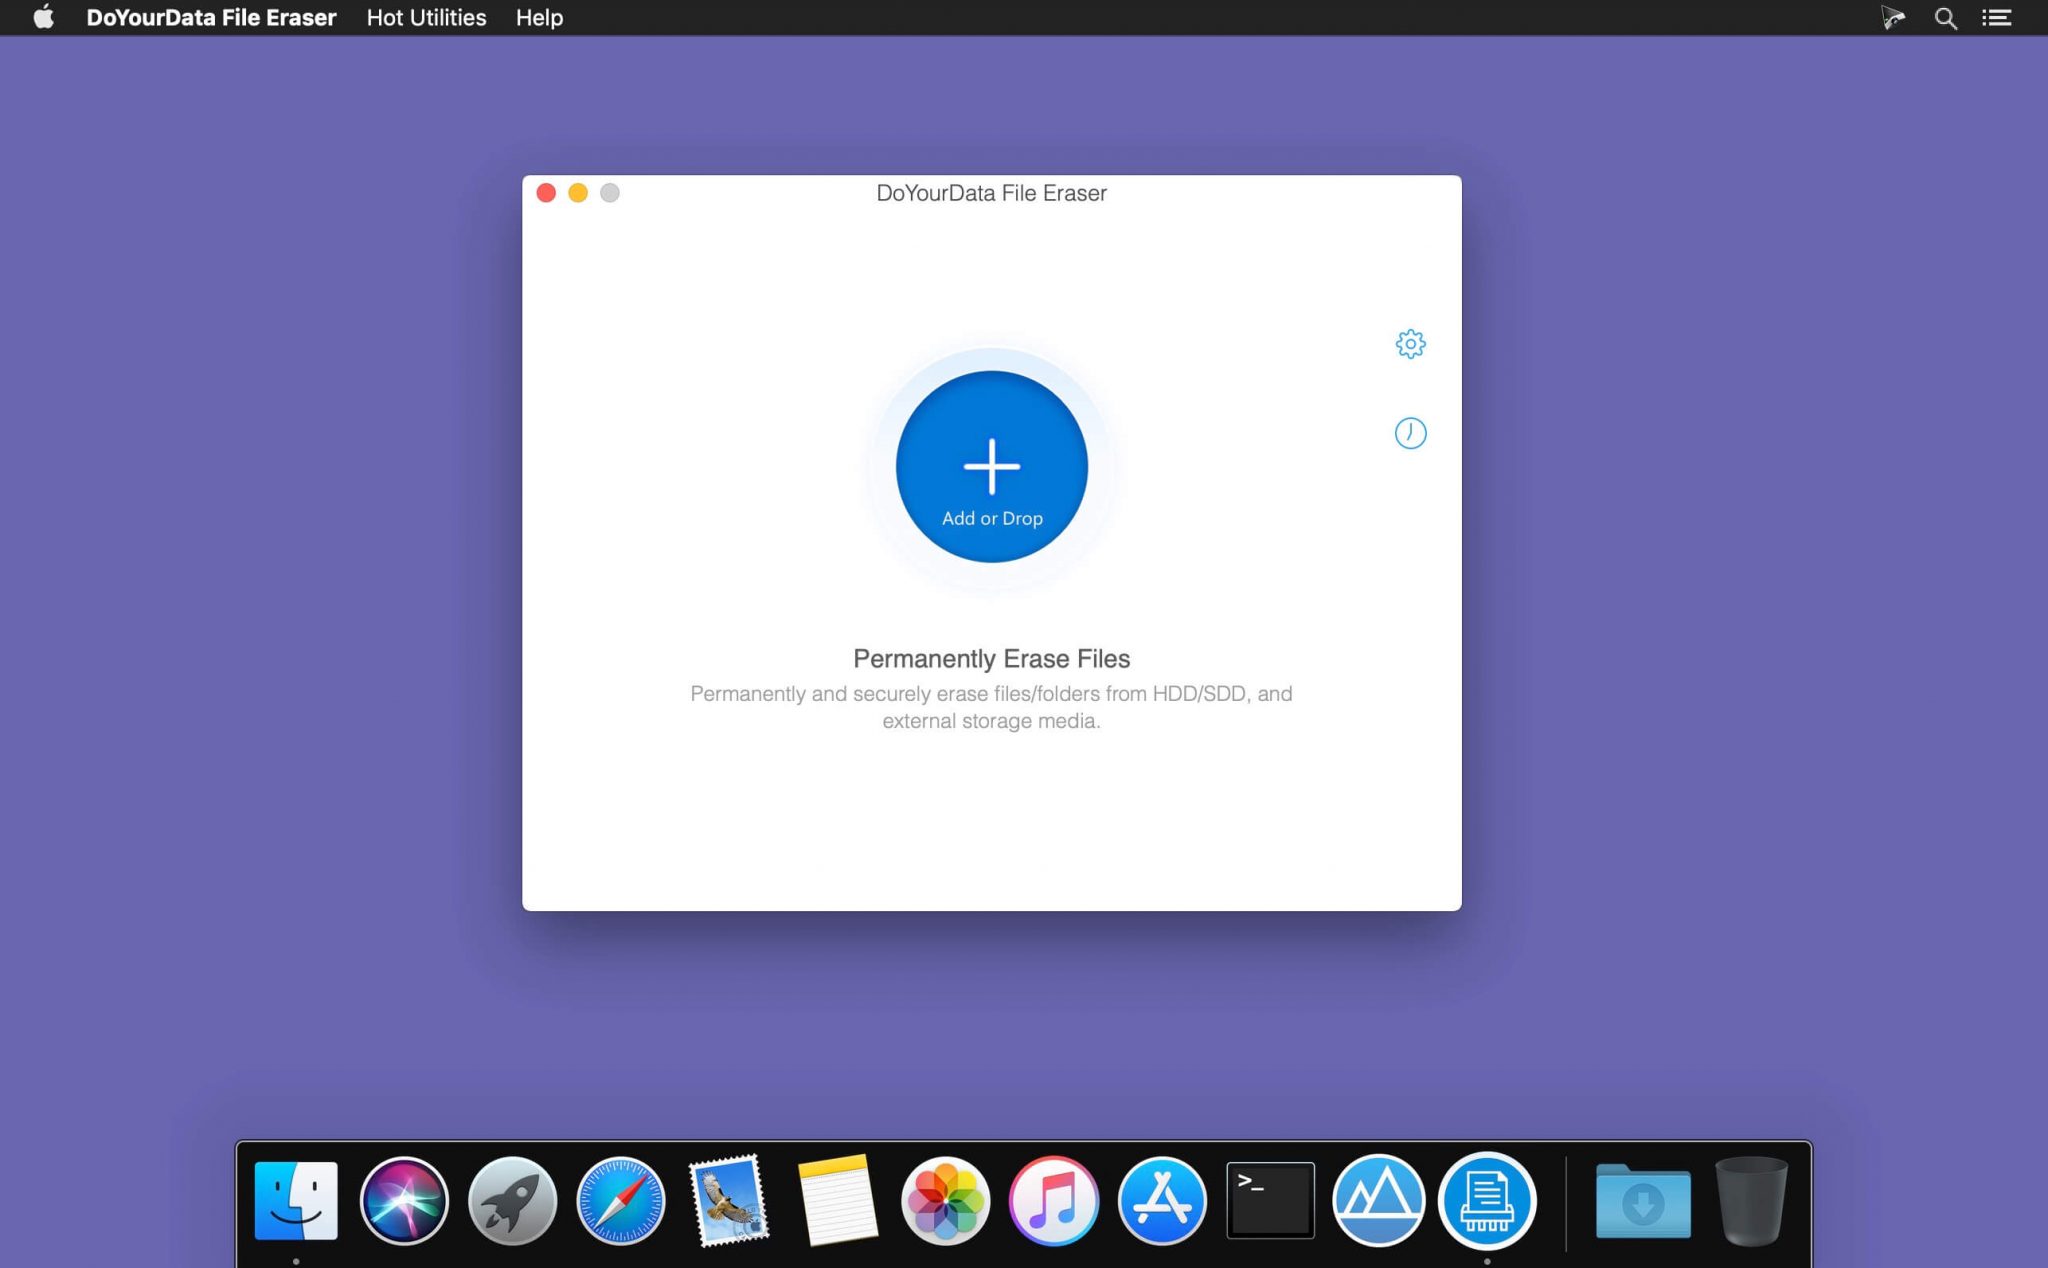 DoYourData File Eraser Hot Utilities Help
DoYourData File Eraser
Add or Drop
Permanently Erase Files
Permanently and securely erase files/folders from HDD/SDD, and
external storage media.
>_